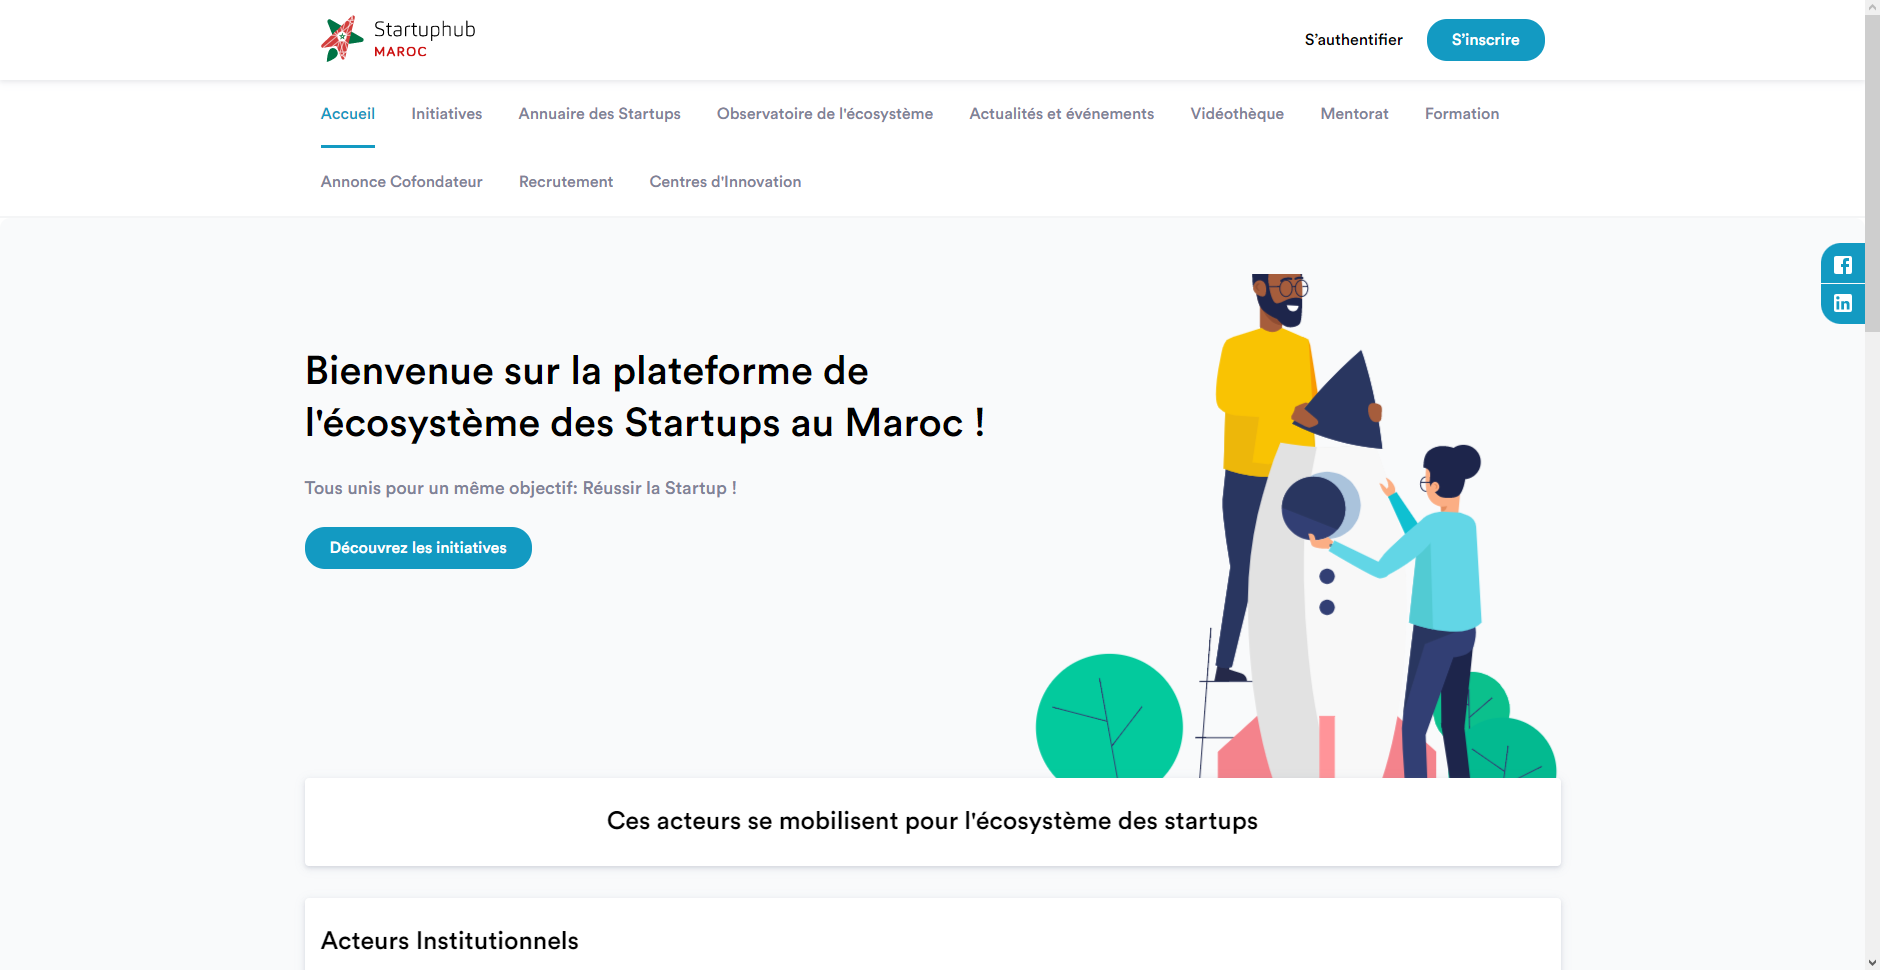 Startuphub
MAROC
S'authentifier
S'inscrire
Accueil
Initiatives
Annuaire des Startups
Observatoire de l'écosystème
Actualités et événements
Vidéothèque
Mentorat
Formation
Annonce Cofondateur
Recrutement
Centres d'Innovation
Bienvenue sur la plateforme de
l'écosystème des Startups au Maroc !
Tous unis pour un même objectif: Réussir la Startup !
Découvrez les initiatives
Ces acteurs se mobilisent pour l'écosystème des startups
Acteurs Institutionnels